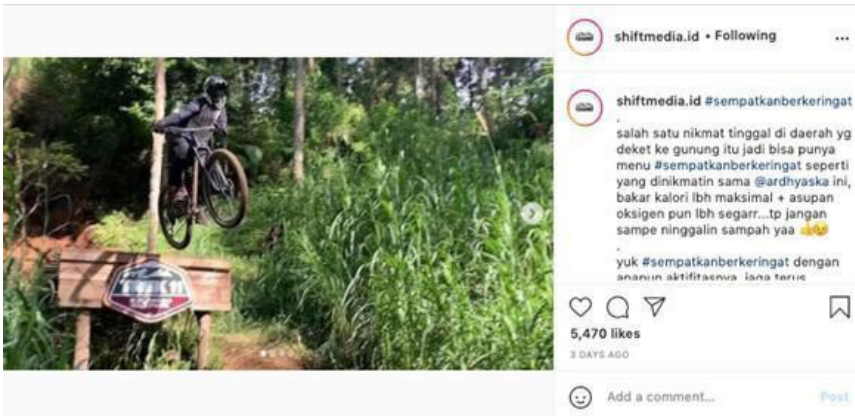 shiftmedia.id • Following
...
shiftmedia.id #sempatkanberkeringat
.
salah satu nikmat tinggal di daerah yg
deket ke gunung itu jadi bisa punya
menu #sempatkanberkeringat seperti
yang dinikmatin sama @ardhyaska ini,
bakar kalori lbh maksimal + asupan
oksigen pun lbh segarr...tp jangan
sampe ninggalin sampah yaa 👍😉
.
yuk #sempatkanberkeringat dengan
apapun aktifitasnya, jaga terus
5,470 likes
3 DAYS AGO
Add a comment...
Post